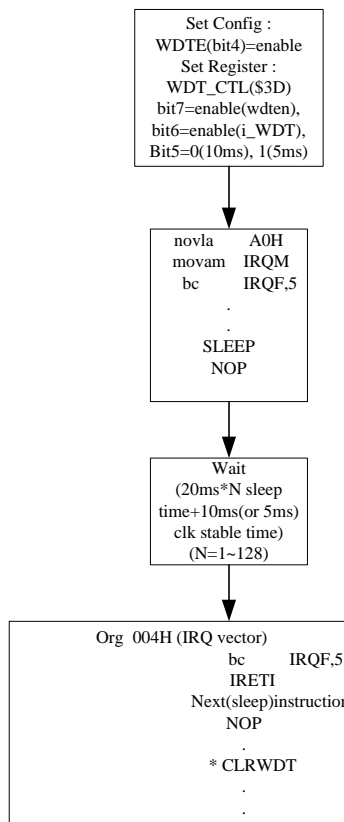 Set Config :
WDTE(bit4)=enable
Set Register :
WDT_CTL($3D)
bit7=enable(wdten),
bit6=enable(i_WDT),
Bit5=0(10ms), 1(5ms)
novla A0H
movam IRQM
bc IRQF,5
.
.
SLEEP
NOP
Wait
(20ms*N sleep
time+10ms(or 5ms)
clk stable time)
(N=1~128)
Org 004H (IRQ vector)
bc IRQF,5
IRETI
Next(sleep)instruction
NOP
.
* CLRWDT
.
.